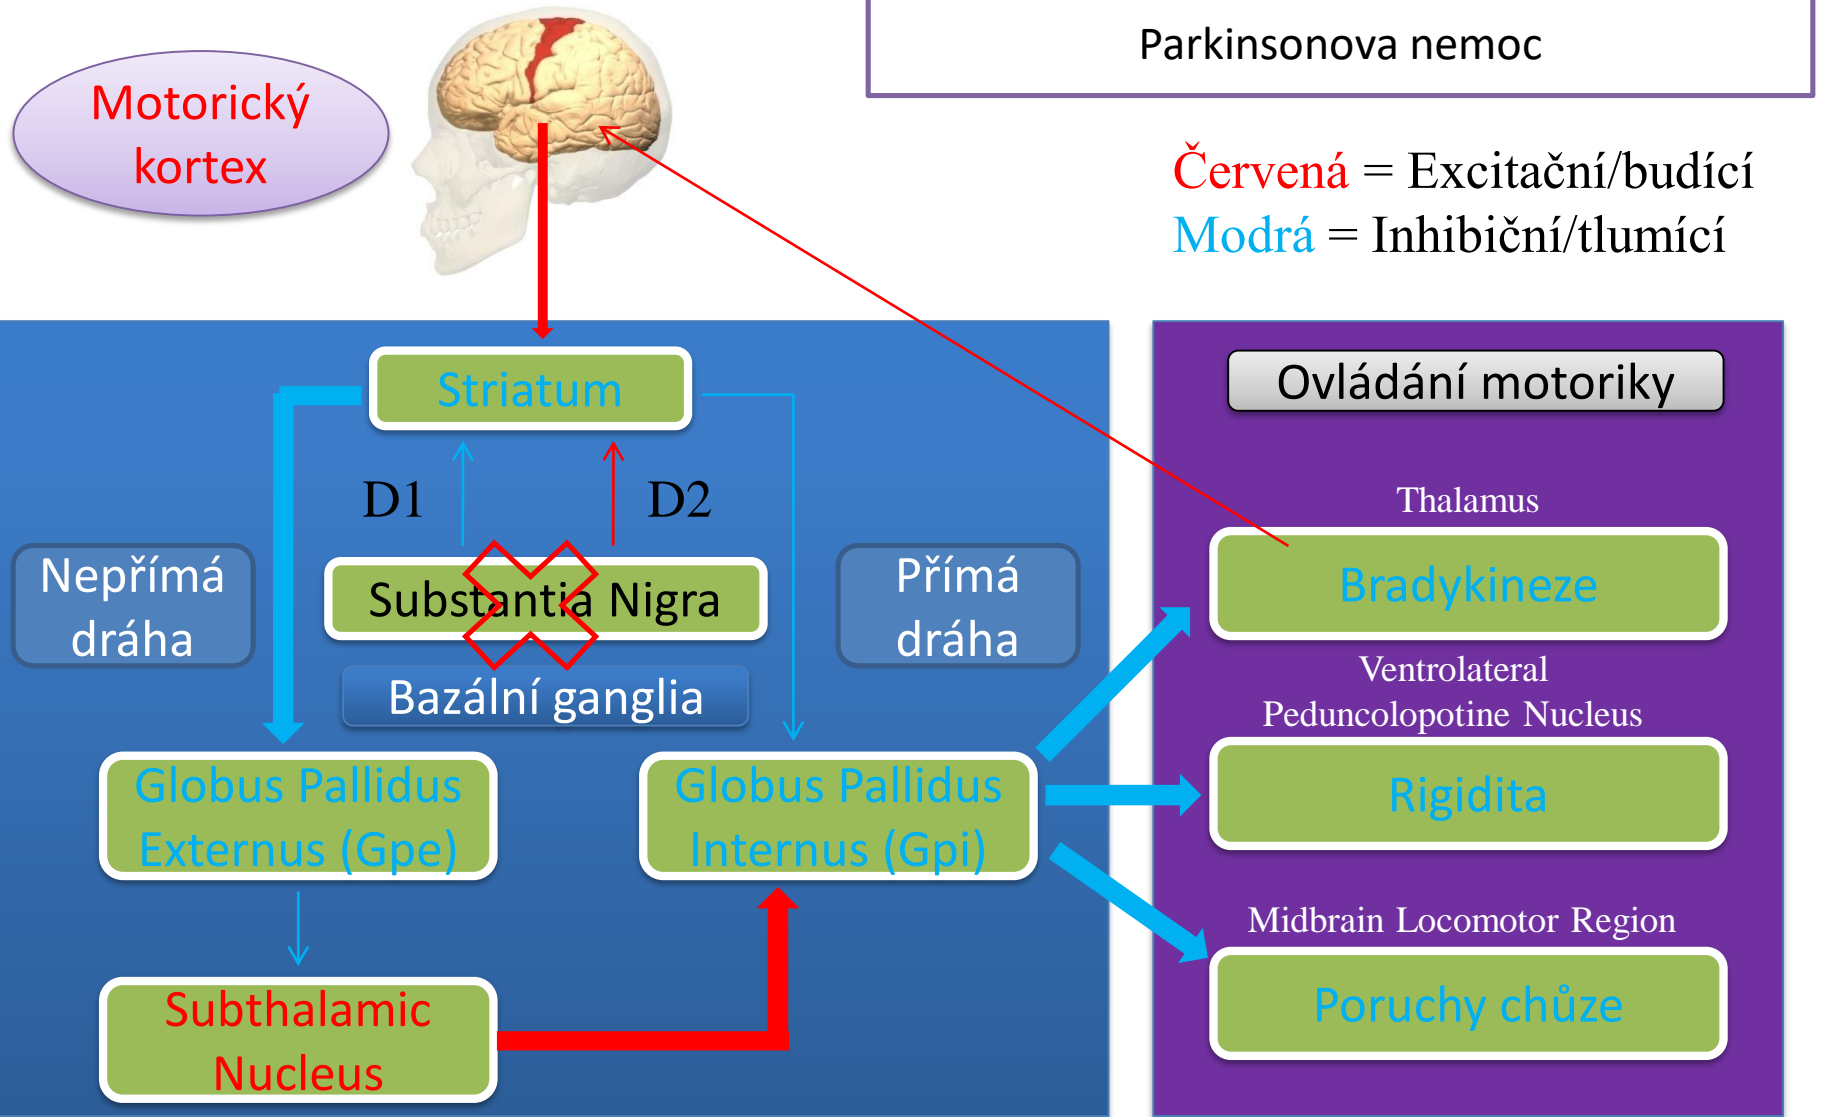 Parkinsonova nemoc
Motorický
kortex
Červená = Excitační/budící
Modrá = Inhibiční/tlumící
Striatum
D1
D2
Nepřímá
dráha
Substantia Nigra
Přímá
dráha
Bazální ganglia
Globus Pallidus
Externus (Gpe)
Globus Pallidus
Internus (Gpi)
Subthalamic
Nucleus
Ovládání motoriky
Thalamus
Bradykineze
Ventrolateral
Peduncolopotine Nucleus
Rigidita
Midbrain Locomotor Region
Poruchy chůze